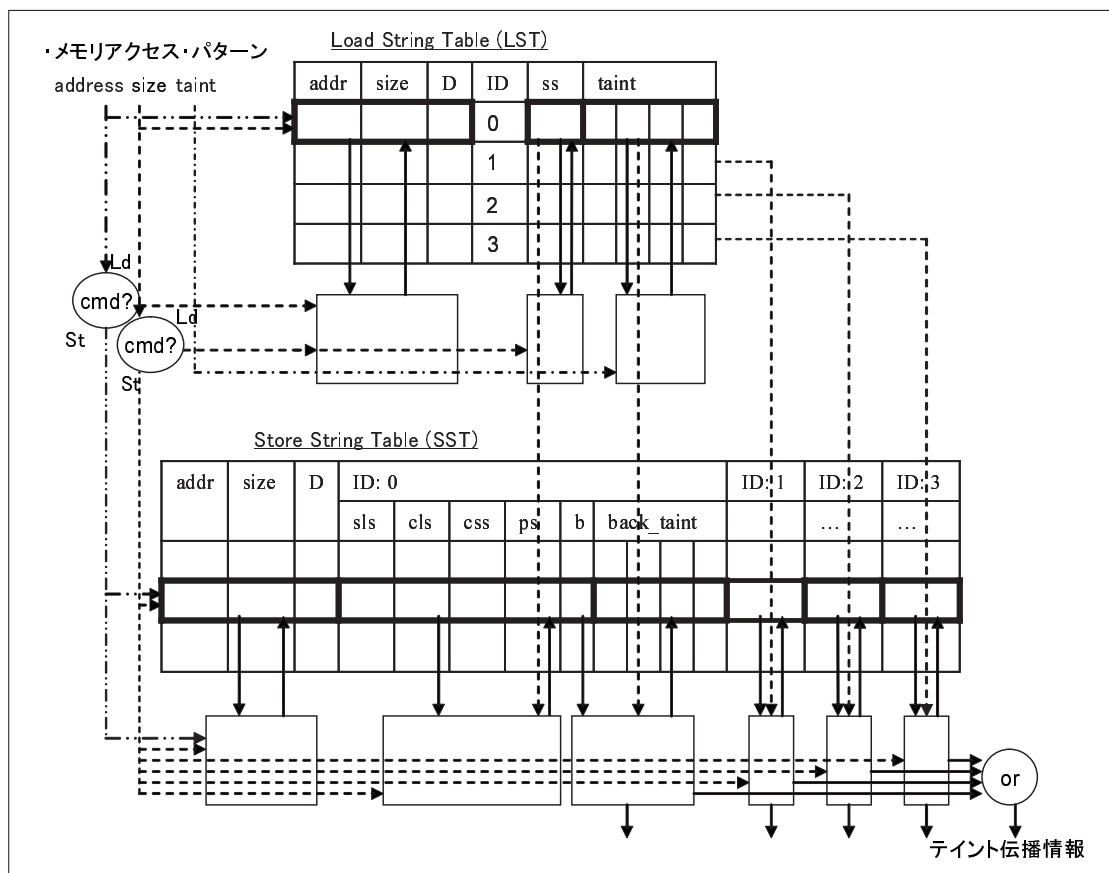 Load String Table (LST)
・メモリアクセス・パターン
address size taint
addr size D ID ss taint
0
1
2
3
Ld
cmd?
St
Ld
cmd?
St
Store String Table (SST)
addr size D ID: 0 ID: 1 ID: 2 ID: 3
sls cls css ps b back_taint … …
or
テイント伝播情報